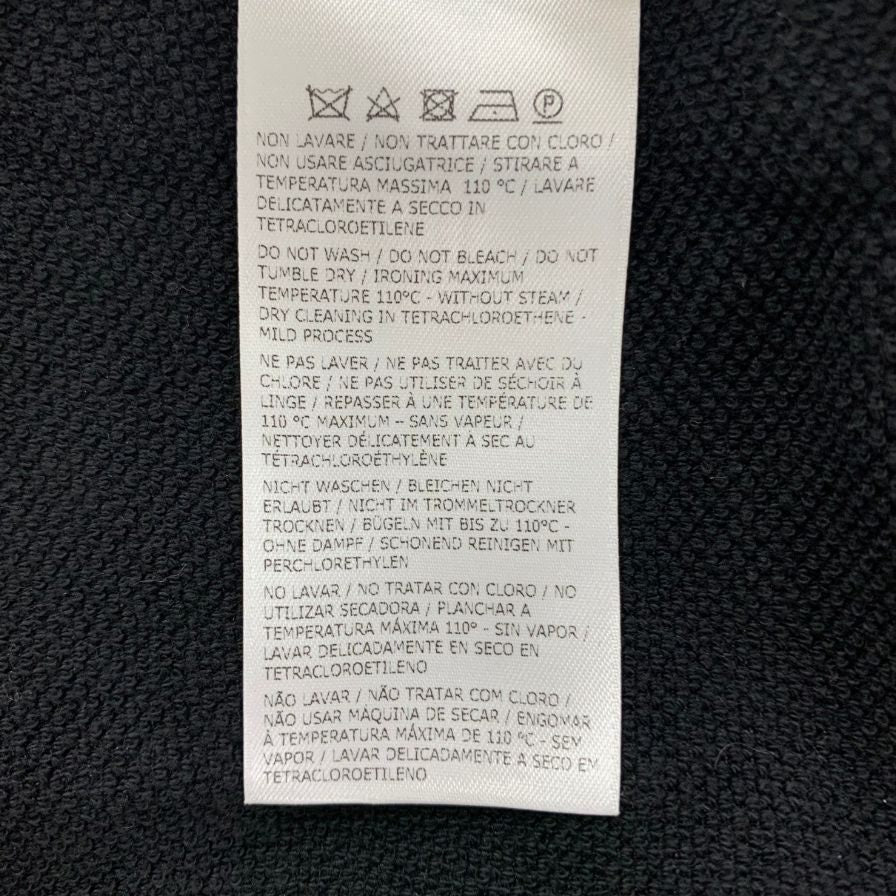 P
NON LAVARE / NON TRATTARE CON CLORO /
NON USARE ASCIUGATRICE / STIRARE A
TEMPERATURA MASSIMA 110 °C / LAVARE
DELICATAMENTE A SECCO IN
TETRACLOROETILENE
DO NOT WASH / DO NOT BLEACH / DO NOT
TUMBLE DRY / IRONING MAXIMUM
TEMPERATURE 110°C - WITHOUT STEAM /
DRY CLEANING IN TETRACHLOROETHENE -
MILD PROCESS
NE PAS LAVER / NE PAS TRAITER AVEC DU
CHLORE / NE PAS UTILISER DE SÉCHOIR À
LINGE / REPASSER À UNE TEMPÉRATURE DE
110 °C MAXIMUM – SANS VAPEUR /
NETTOYER DÉLICATEMENT À SEC AU
TÉTRACHLOROÉTHYLÈNE
NICHT WASCHEN / BLEICHEN NICHT
ERLAUBT / NICHT IM TROMMELTROCKNER
TROCKNEN / BÜGELN MIT BIS ZU 110°C -
OHNE DAMPF / SCHONEND REINIGEN MIT
PERCHLORETHYLEN
NO LAVAR / NO TRATAR CON CLORO / NO
UTILIZAR SECADORA / PLANCHAR A
TEMPERATURA MÁXIMA 110° - SIN VAPOR /
LAVAR DELICADAMENTE EN SECO EN
TETRACLOROETILENO
NÃO LAVAR / NÃO TRATAR COM CLORO /
NÃO USAR MÁQUINA DE SECAR / ENGOMAR
À TEMPERATURA MÁXIMA DE 110 °C - SEM
VAPOR / LAVAR DELICADAMENTE A SECO EM
TETRACLOROETILENO